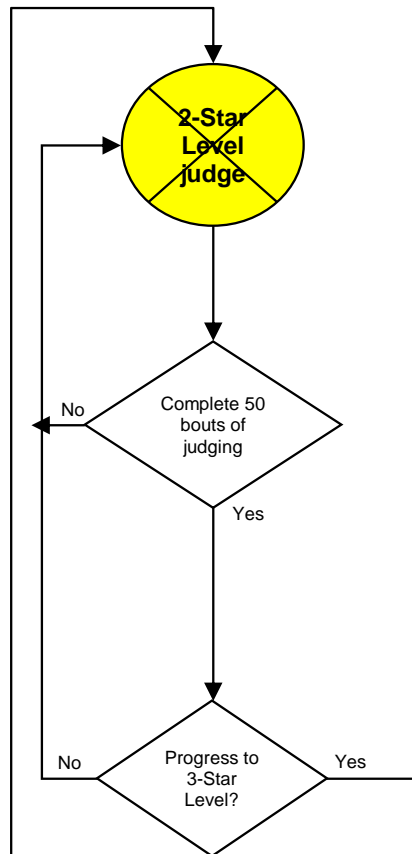 2-Star
Level
judge
No
Complete 50
bouts of
judging
Yes
No
Progress to
3-Star
Level?
Yes